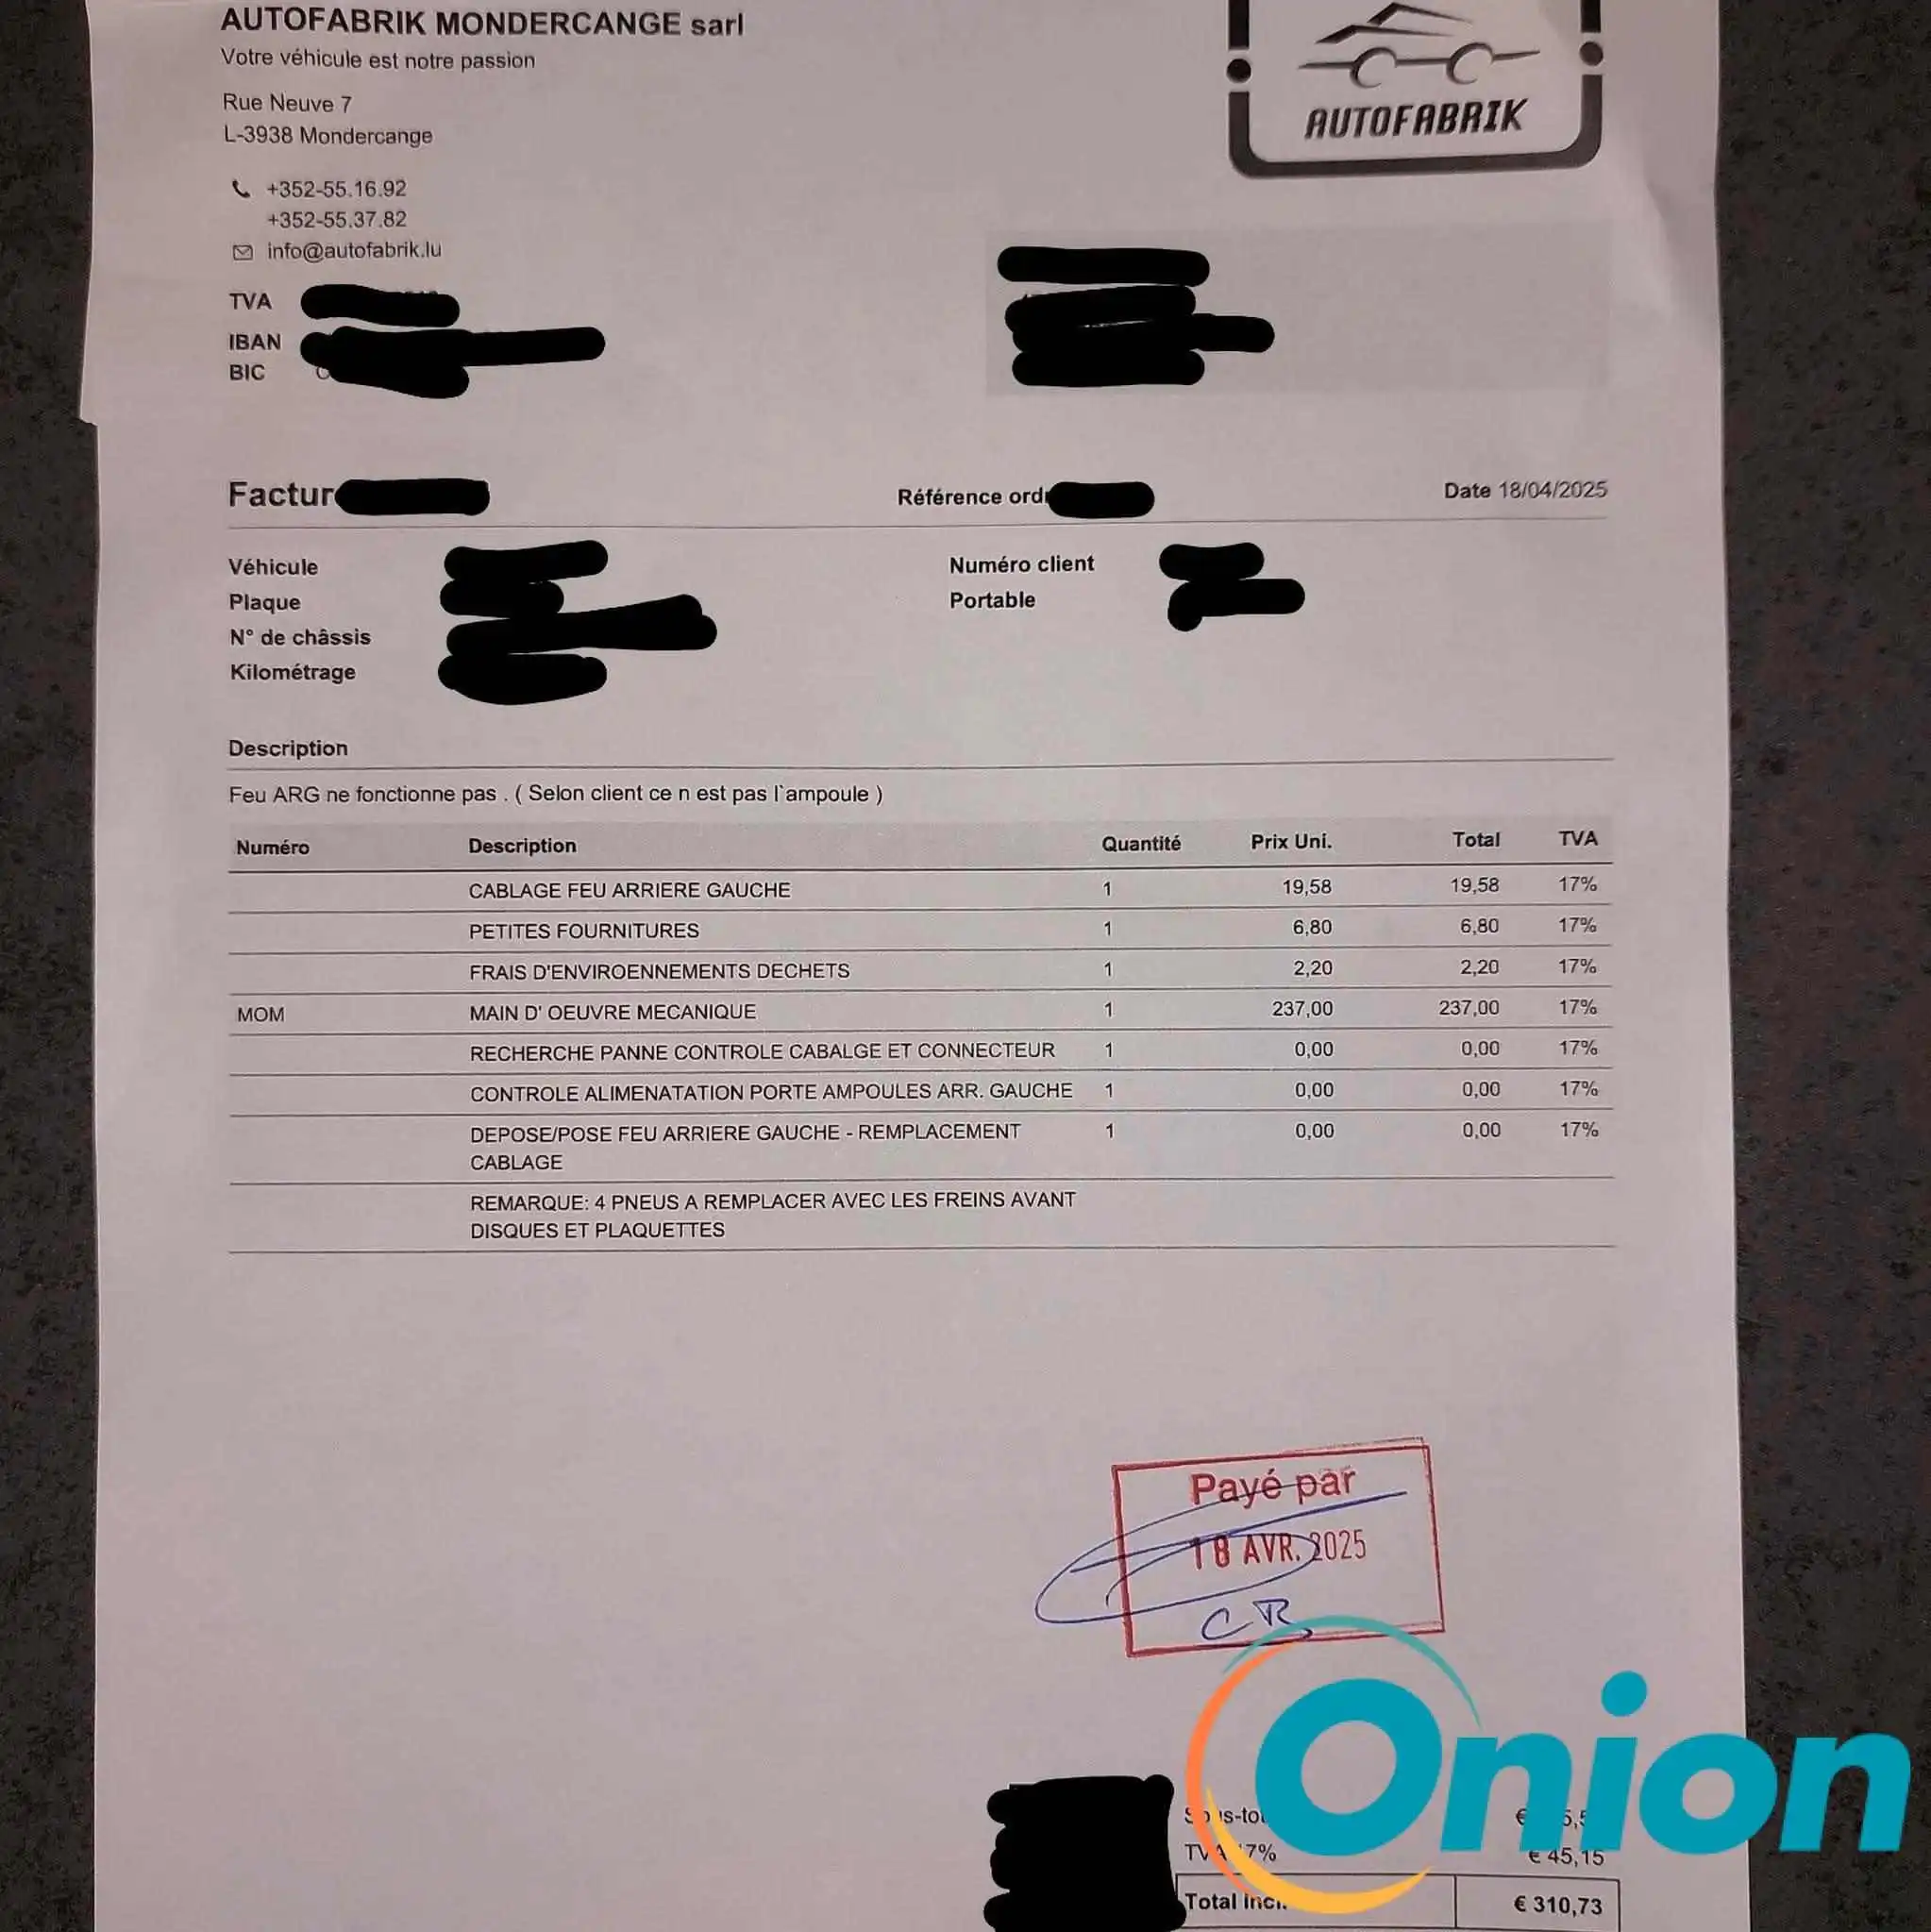 AUTOFABRIK MONDERCANGE sarl
Votre véhicule est notre passion
Rue Neuve 7
L-3938 Mondercange
+352-55.16.92
+352-55.37.82
info@autofabrik.lu
TVA
IBAN
BIC
AUTOFABRIK
Factur
Référence ord
Date 18/04/2025
Véhicule
Plaque
N° de châssis
Kilométrage
Numéro client
Portable
Description
Feu ARG ne fonctionne pas . ( Selon client ce n est pas l`ampoule )
Numéro Description Quantité Prix Uni. Total TVA
CABLAGE FEU ARRIERE GAUCHE 1 19,58 19,58 17%
PETITES FOURNITURES 1 6,80 6,80 17%
FRAIS D'ENVIROENNEMENTS DECHETS 1 2,20 2,20 17%
MOM MAIN D' OEUVRE MECANIQUE 1 237,00 237,00 17%
RECHERCHE PANNE CONTROLE CABALGE ET CONNECTEUR 1 0,00 0,00 17%
CONTROLE ALIMENATATION PORTE AMPOULES ARR. GAUCHE 1 0,00 0,00 17%
DEPOSE/POSE FEU ARRIERE GAUCHE - REMPLACEMENT 1 0,00 0,00 17%
CABLAGE
REMARQUE: 4 PNEUS A REMPLACER AVEC LES FREINS AVANT
DISQUES ET PLAQUETTES
Payé par
18 AVR. 2025
CR
Onion
TVA 17% € 45,15
Total Incl. € 310,73